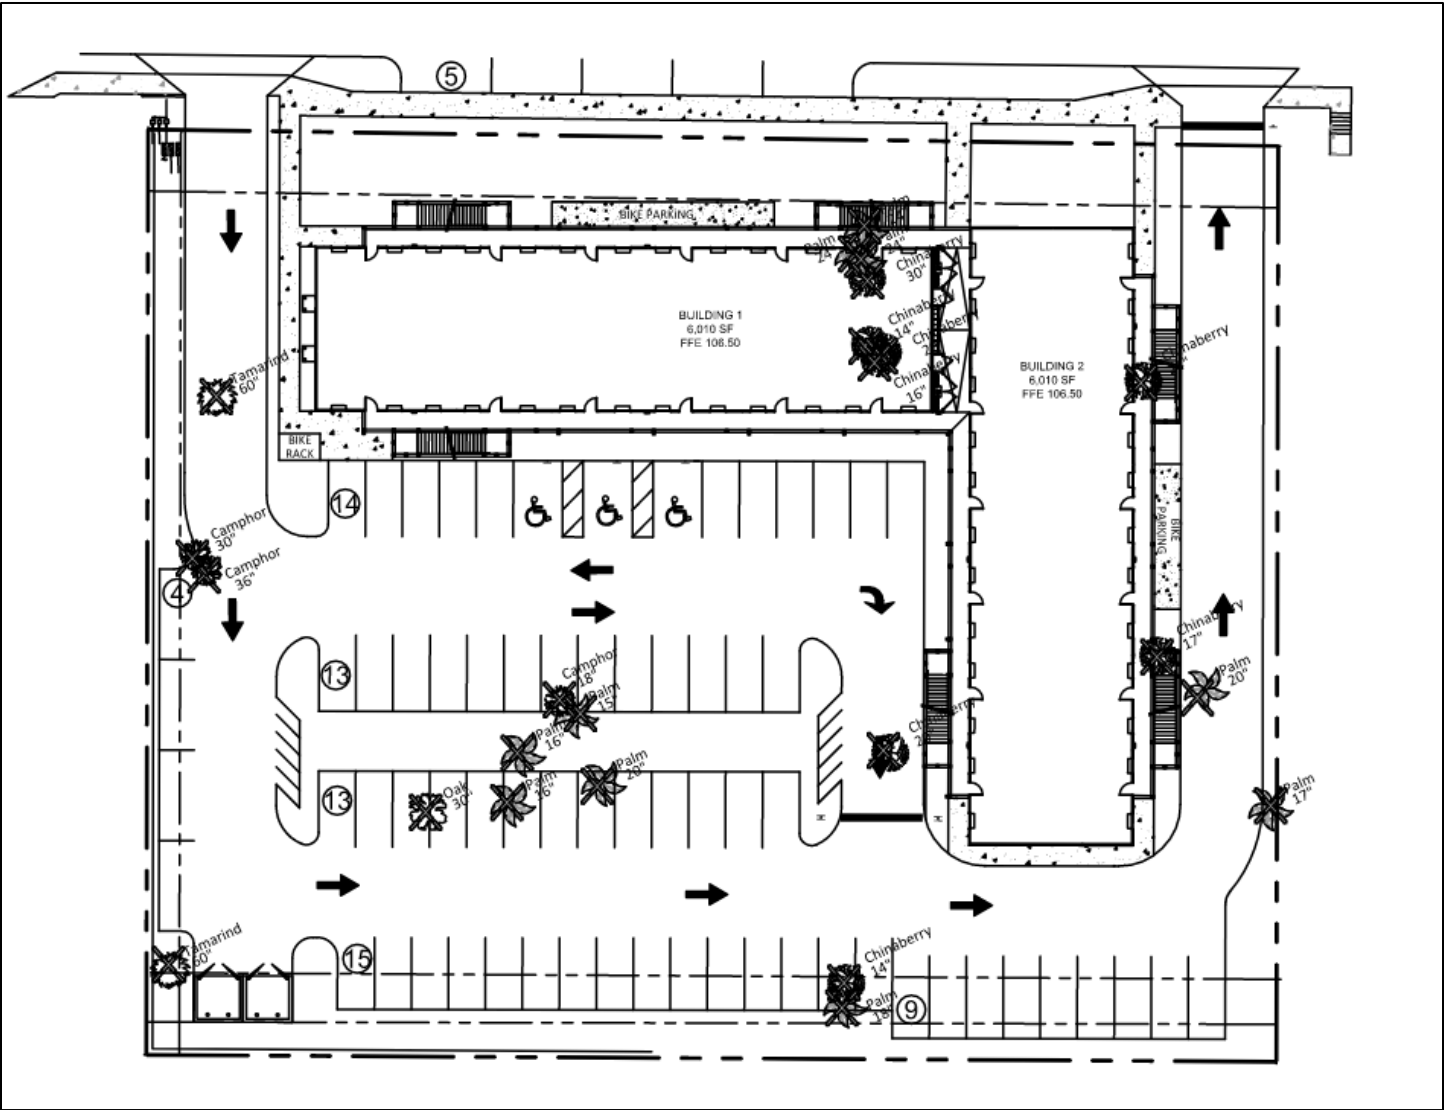 5
BIKE PARKING
Palm
24"
Palm
24"
Palm
Chinaberry
30"
BUILDING 1
6,010 SF
FFE 106.50
Chinaberry
14"
Chinaberry
Chinaberry
16"
BUILDING 2
6,010 SF
FFE 106.50
Chinaberry
Tamarind
60"
BIKE
RACK
14
Camphor
30"
Camphor
36"
4
BIKE
PARKING
Chinaberry
17"
Palm
20"
13
Camphor
18"
Palm
15"
Palm
16"
Chinaberry
Palm
20"
13
Oak
30"
Palm
16"
Palm
17"
Tamarind
60"
15
Chinaberry
14"
Palm
18"
9